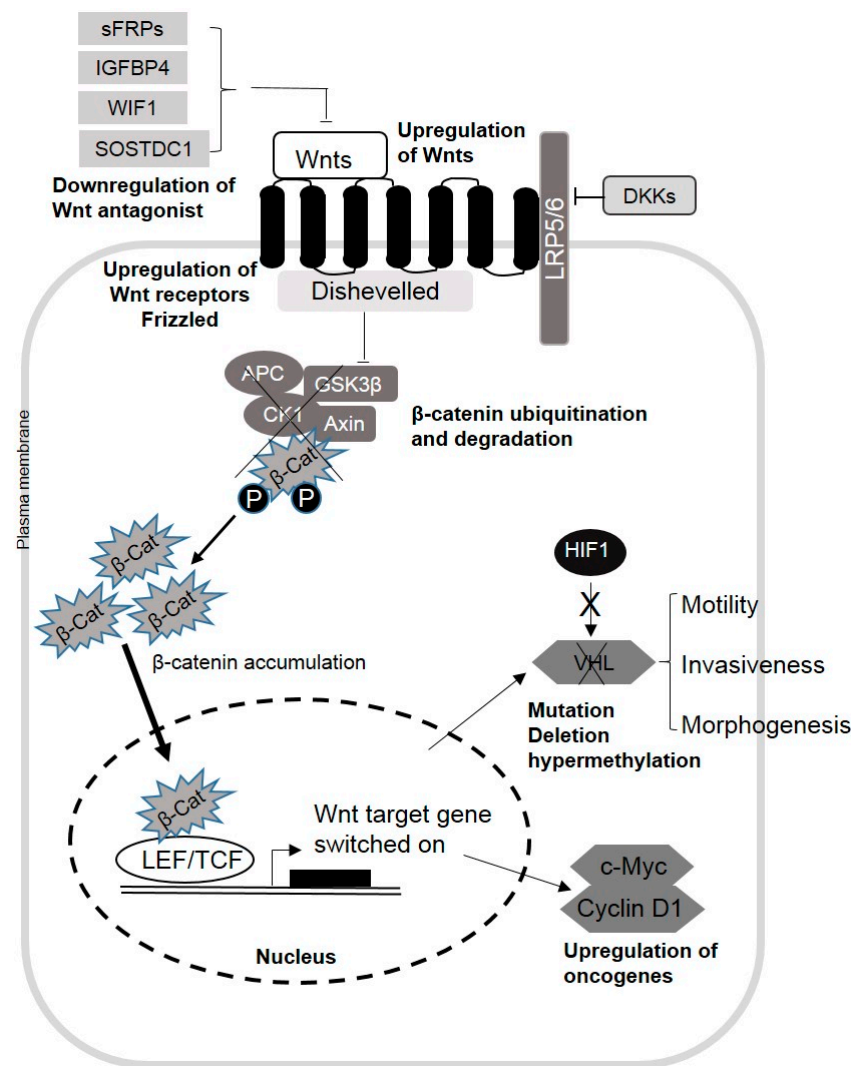 sFRPs
IGFBP4
WIF1
SOSTDC1
Downregulation of
Wnt antagonist
Wnts
Upregulation
of Wnts
LRP5/6
DKKs
Upregulation of
Wnt receptors
Frizzled
Dishevelled
APC
GSK3β
CK1
Axin
β-Cat
P
P
β-catenin ubiquitination
and degradation
Plasma membrane
β-Cat
β-Cat
β-Cat
β-catenin accumulation
HIF1
X
VHL
Motility
Invasiveness
Morphogenesis
Mutation
Deletion
hypermethylation
β-Cat
LEF/TCF
Wnt target gene
switched on
Nucleus
c-Myc
Cyclin D1
Upregulation of
oncogenes